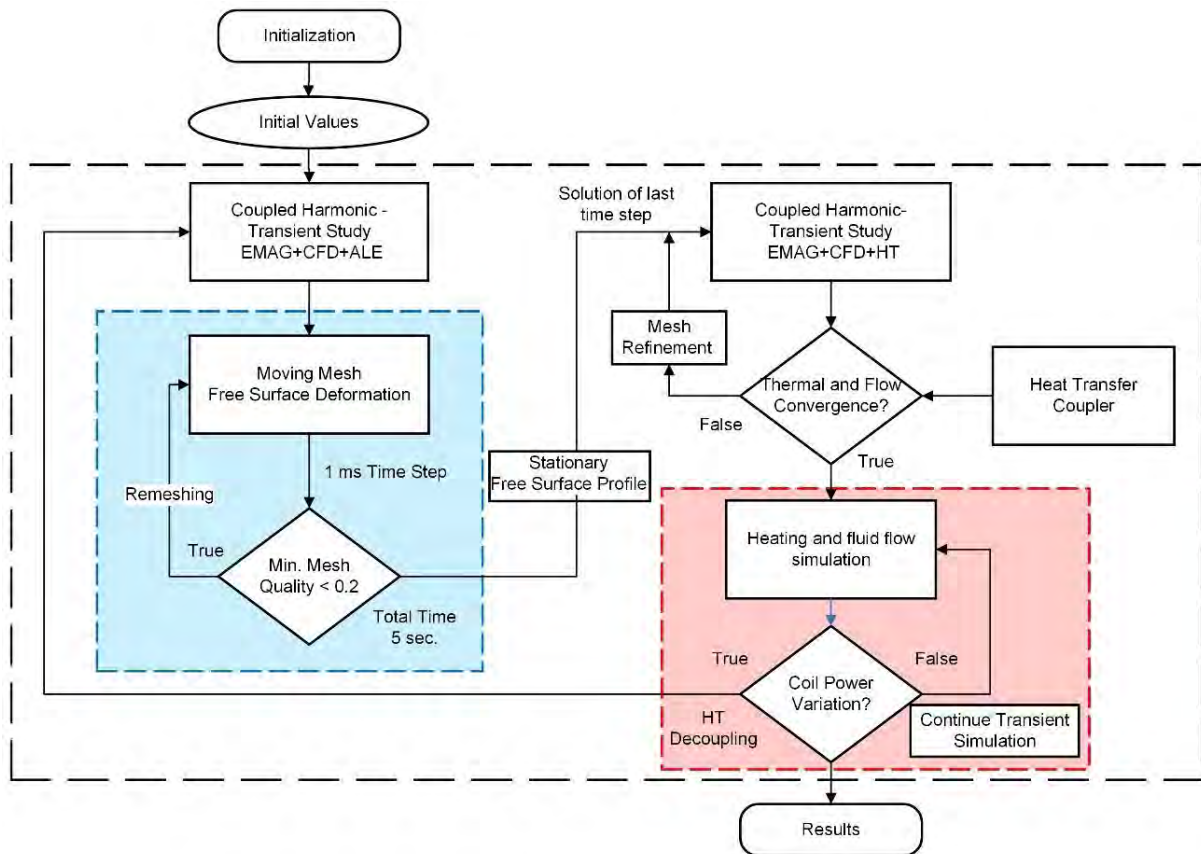 Initialization
Initial Values
Coupled Harmonic -
Transient Study
EMAG+CFD+ALE
Solution of last
time step
Coupled Harmonic-
Transient Study
EMAG+CFD+HT
Moving Mesh
Free Surface Deformation
Mesh
Refinement
Thermal and Flow
Convergence?
Heat Transfer
Coupler
False
True
1 ms Time Step
Stationary
Free Surface Profile
Remeshing
True
Min. Mesh
Quality < 0.2
Total Time
5 sec.
Heating and fluid flow
simulation
True
False
Coil Power
Variation?
HT
Decoupling
Continue Transient
Simulation
Results